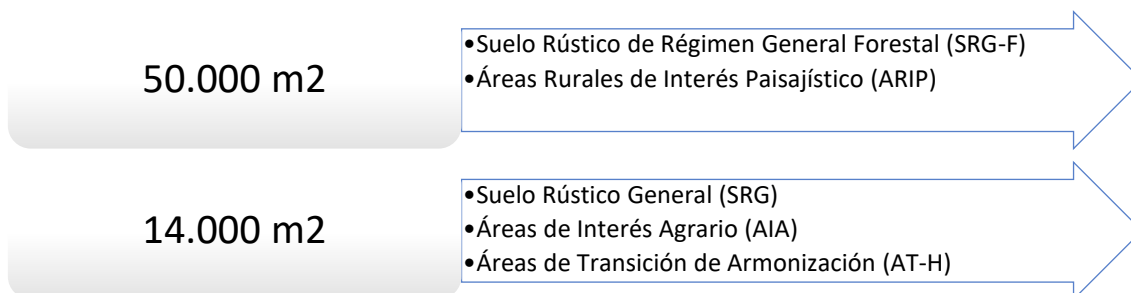 50.000 m2
•Suelo Rústico de Régimen General Forestal (SRG-F)
•Áreas Rurales de Interés Paisajístico (ARIP)
14.000 m2
•Suelo Rústico General (SRG)
•Áreas de Interés Agrario (AIA)
•Áreas de Transición de Armonización (AT-H)